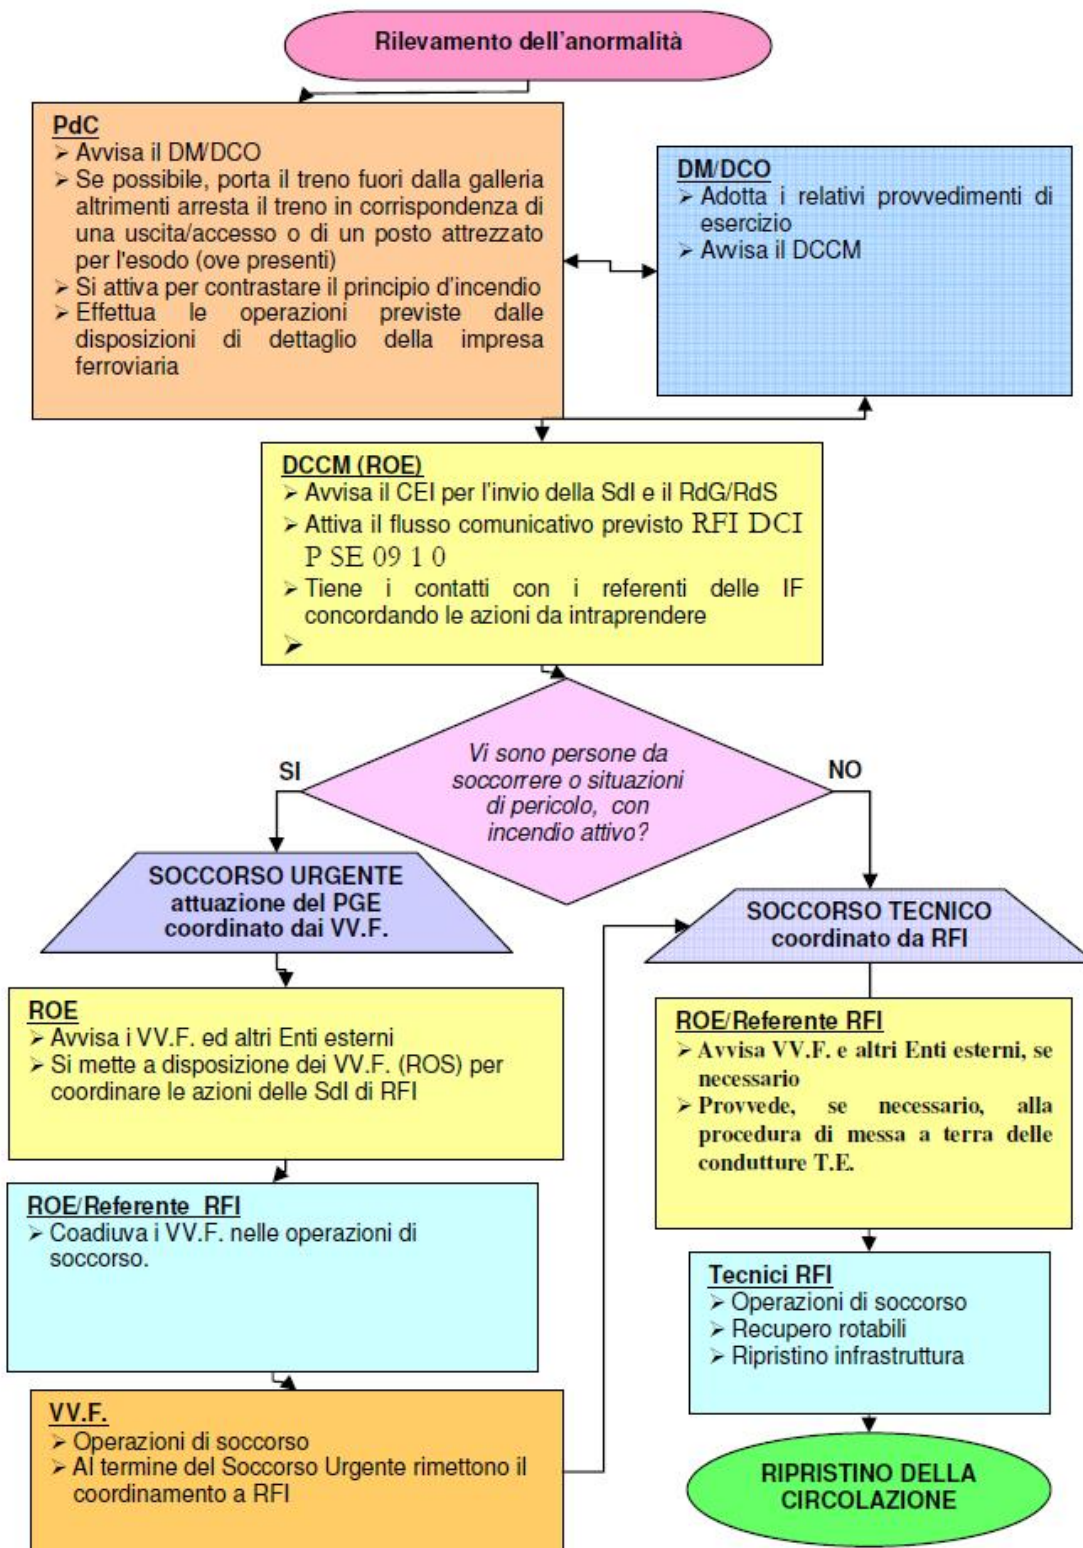 Rilevamento dell'anormalità
PdC
➢ Avvisa il DM/DCO
➢ Se possibile, porta il treno fuori dalla galleria
altrimenti arresta il treno in corrispondenza di
una uscita/accesso o di un posto attrezzato
per l'esodo (ove presenti)
➢ Si attiva per contrastare il principio d'incendio
➢ Effettua le operazioni previste dalle
disposizioni di dettaglio della impresa
ferroviaria
DM/DCO
➢ Adotta i relativi provvedimenti di
esercizio
➢ Avvisa il DCCM
DCCM (ROE)
➢ Avvisa il CEI per l'invio della SdI e il RdG/RdS
➢ Attiva il flusso comunicativo previsto RFI DCI
P SE 09 1 0
➢ Tiene i contatti con i referenti delle IF
concordando le azioni da intraprendere
➢
Vi sono persone da
soccorrere o situazioni
di pericolo, con
incendio attivo?
SI
NO
SOCCORSO URGENTE
attuazione del PGE
coordinato dai VV.F.
SOCCORSO TECNICO
coordinato da RFI
ROE
➢ Avvisa i VV.F. ed altri Enti esterni
➢ Si mette a disposizione dei VV.F. (ROS) per
coordinare le azioni delle SdI di RFI
ROE/Referente RFI
➢ Avvisa VV.F. e altri Enti esterni, se
necessario
➢ Provvede, se necessario, alla
procedura di messa a terra delle
condutture T.E.
ROE/Referente RFI
➢ Coadiuva i VV.F. nelle operazioni di
soccorso.
Tecnici RFI
➢ Operazioni di soccorso
➢ Recupero rotabili
➢ Ripristino infrastruttura
VV.F.
➢ Operazioni di soccorso
➢ Al termine del Soccorso Urgente rimettono il
coordinamento a RFI
RIPRISTINO DELLA
CIRCOLAZIONE